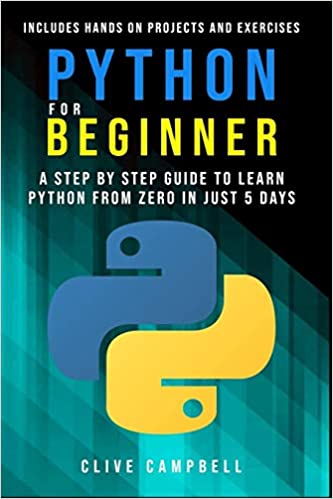 INCLUDES HANDS ON PROJECTS AND EXERCISES
PYTHON
FOR
BEGINNER
A STEP BY STEP GUIDE TO LEARN
PYTHON FROM ZERO IN JUST 5 DAYS
CLIVE CAMPBELL